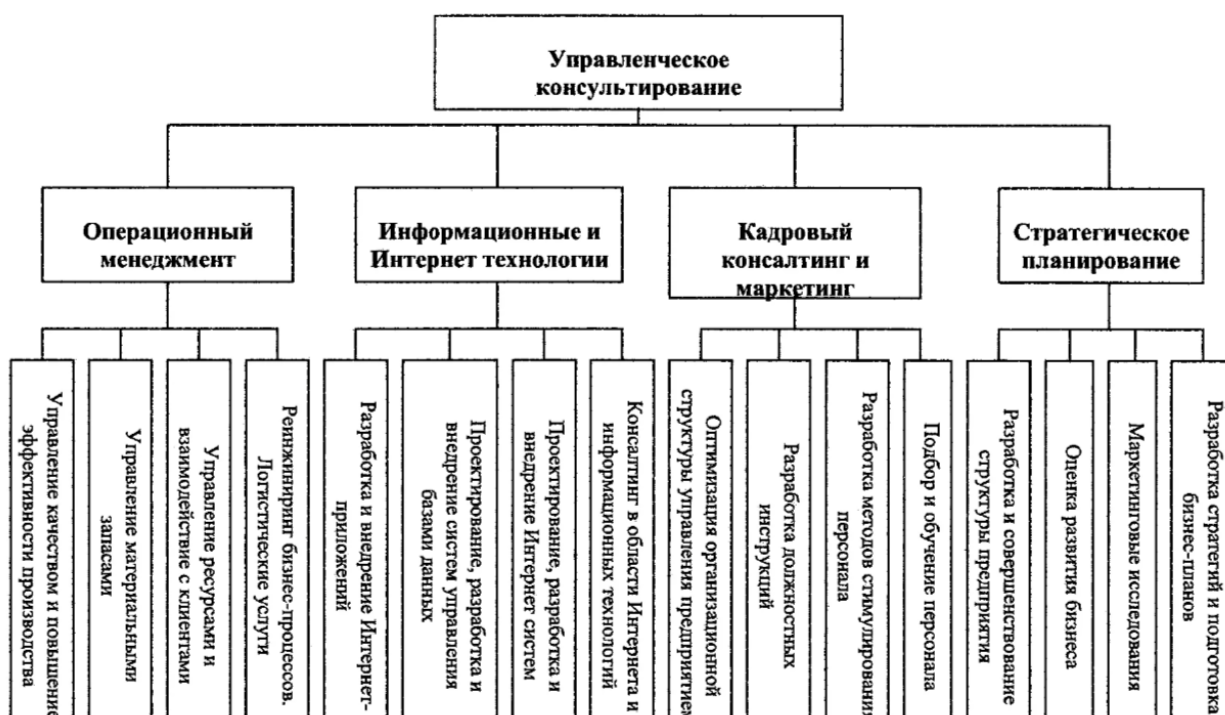 Управленческое
консультирование
Операционный
менеджмент
Информационные и
Интернет технологии
Кадровый
консалтинг и
маркетинг
Стратегическое
планирование
Управление качеством и повышение
эффективности производства
Управление материальными
запасами
Управление ресурсами и
взаимодействие с клиентами
Реинжиниринг бизнес-процессов.
Логистические услуги
Разработка и внедрение Интернет-
приложений
Проектирование, разработка и
внедрение систем управления
базами данных
Проектирование, разработка и
внедрение Интернет систем
Консалтинг в области Интернета и
информационных технологий
Оптимизация организационной
структуры управления предприятием
Разработка должностных
инструкций
Разработка методов стимулирования
персонала
Подбор и обучение персонала
Разработка и совершенствование
структуры предприятия
Оценка развития бизнеса
Маркетинговые исследования
Разработка стратегий и подготовка
бизнес-планов